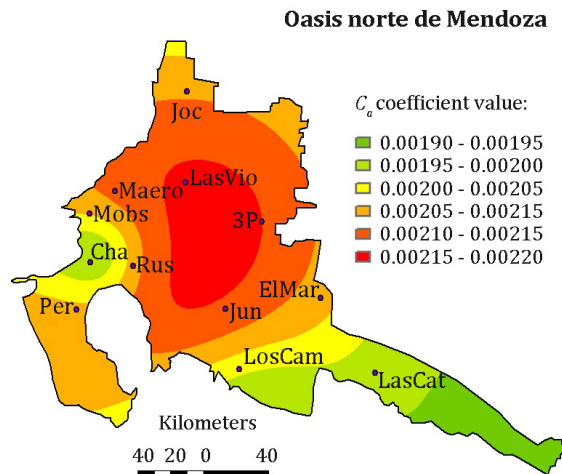 Oasis norte de Mendoza
Cₐ coefficient value:
0.00190 - 0.00195
0.00195 - 0.00200
0.00200 - 0.00205
0.00205 - 0.00215
0.00210 - 0.00215
0.00215 - 0.00220
Joc
Maero
LasVio
Mobs
3P
Cha
Rus
ElMar
Per
Jun
LosCam
LasCat
Kilometers
40 20 0 40